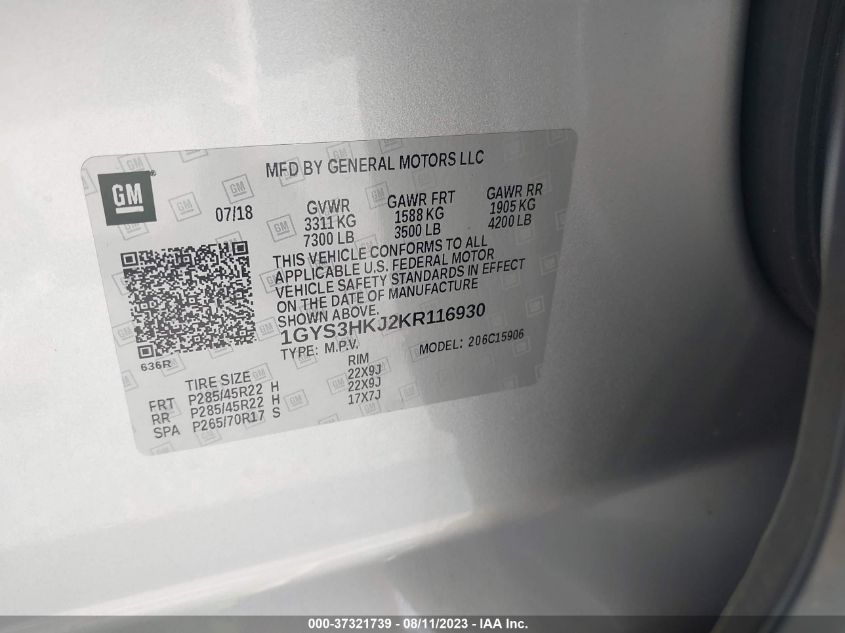 MFD BY GENERAL MOTORS LLC
GM
07/18
GVWR GAWR FRT GAWR RR
3311 KG 1588 KG 1905 KG
7300 LB 3500 LB 4200 LB
THIS VEHICLE CONFORMS TO ALL
APPLICABLE U.S. FEDERAL MOTOR
VEHICLE SAFETY STANDARDS IN EFFECT
ON THE DATE OF MANUFACTURE
SHOWN ABOVE.
1GYS3HKJ2KR116930
TYPE: M.P.V. MODEL: 206C15906
636R
TIRE SIZE RIM
FRT P285/45R22 H 22X9J
RR P285/45R22 H 22X9J
SPA P265/70R17 S 17X7J
000-37321739 - 08/11/2023 - IAA Inc.